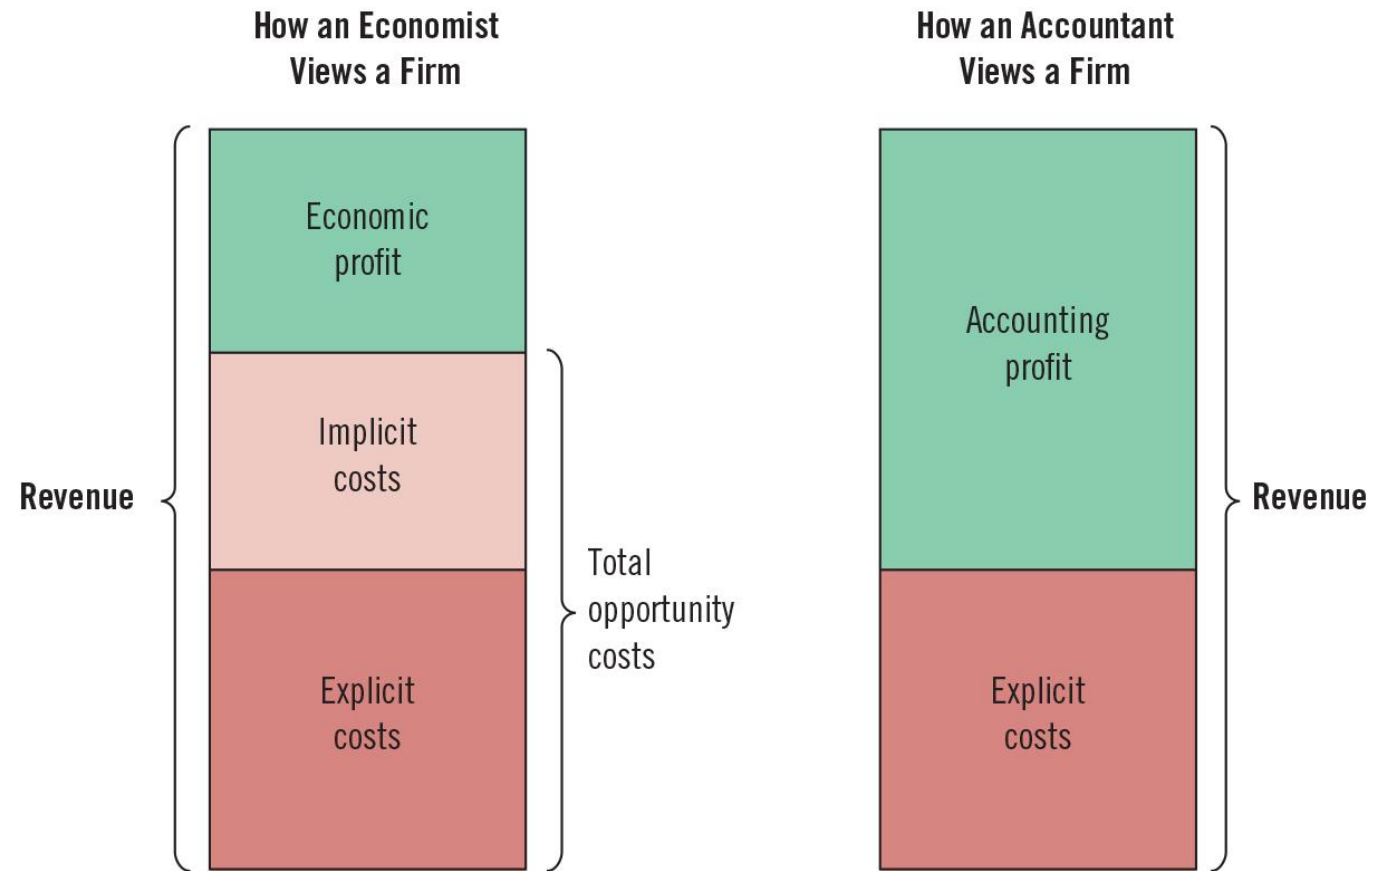 How an Economist
Views a Firm
Economic
profit
Implicit
costs
Revenue
Total
opportunity
costs
Explicit
costs
How an Accountant
Views a Firm
Accounting
profit
Revenue
Explicit
costs